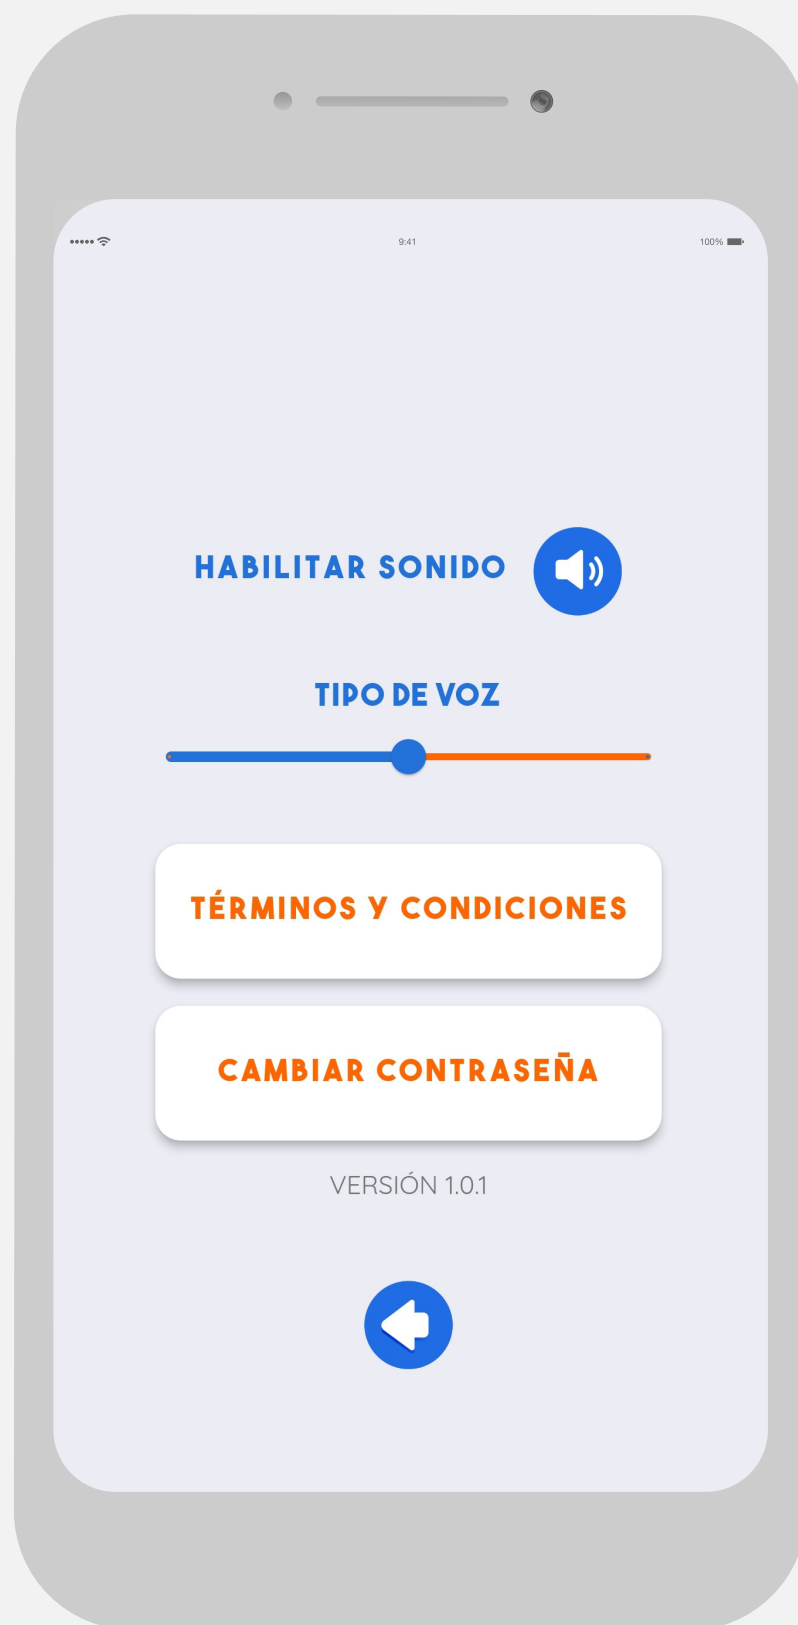 9:41
100%
HABILITAR SONIDO
TIPO DE VOZ
TÉRMINOS Y CONDICIONES
CAMBIAR CONTRASEÑA
VERSIÓN 1.0.1